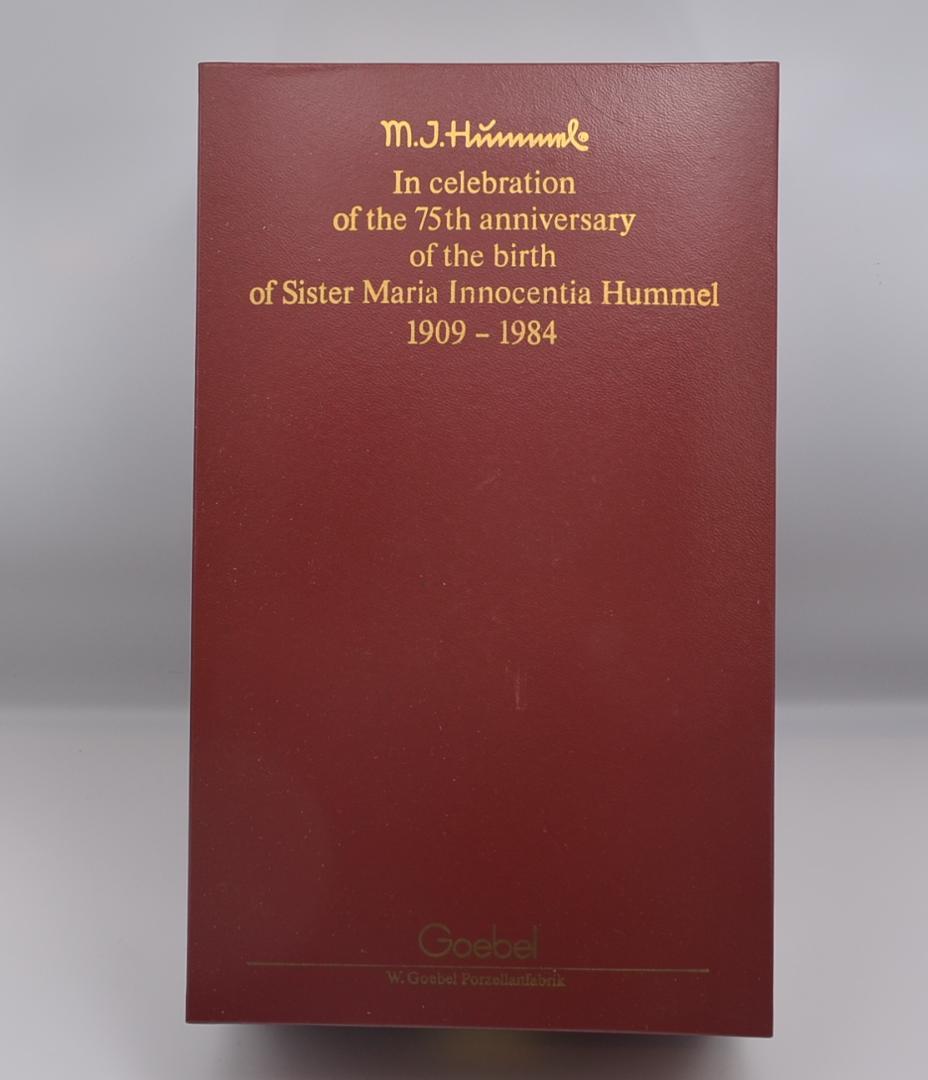 M.J.Hümmel®
In celebration
of the 75th anniversary
of the birth
of Sister Maria Innocentia Hummel
1909 – 1984
Goebel
W. Goebel Porzellanfabrik